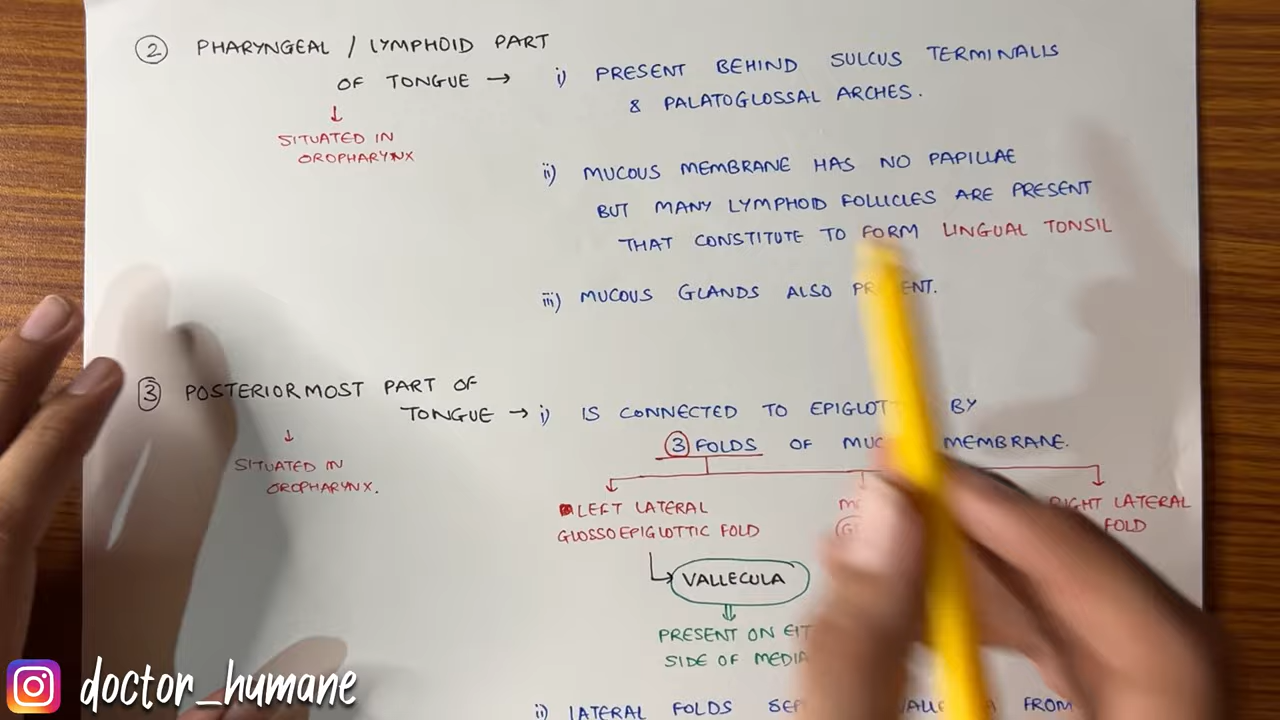 ② PHARYNGEAL / LYMPHOID PART
OF TONGUE →
↓
SITUATED IN
OROPHARYNX
i) PRESENT BEHIND SULCUS TERMINALIS
& PALATOGLOSSAL ARCHES.
ii) MUCOUS MEMBRANE HAS NO PAPILLAE
BUT MANY LYMPHOID FOLLICLES ARE PRESENT
THAT CONSTITUTE TO FORM LINGUAL TONSIL
iii) MUCOUS GLANDS ALSO
③ POSTERIORMOST PART OF
TONGUE →
↓
SITUATED IN
OROPHARYNX.
i) IS CONNECTED TO BY
③ FOLDS OF MEMBRANE.
LEFT LATERAL
GLOSSOEPIGLOTTIC FOLD
RIGHT LATERAL
FOLD
VALLECULA
PRESENT ON
SIDE OF
ii) LATERAL FOLDS FROM
doctor_humane